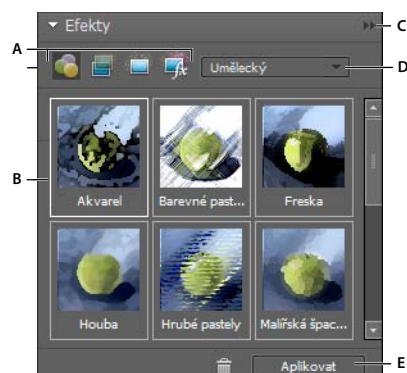 Efekty
C
A
Umělecký
D
B
Akvarel
Barevné past...
Freska
Houba
Hrubé pastely
Malířská špac...
Aplikovat
E